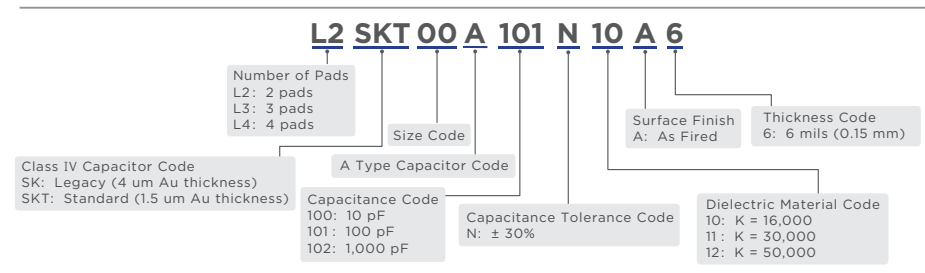 L2 SKT 00 A 101 N 10 A 6
Number of Pads
L2: 2 pads
L3: 3 pads
L4: 4 pads
Size Code
Surface Finish
A: As Fired
Thickness Code
6: 6 mils (0.15 mm)
Class IV Capacitor Code
SK: Legacy (4 um Au thickness)
SKT: Standard (1.5 um Au thickness)
A Type Capacitor Code
Capacitance Code
100: 10 pF
101: 100 pF
102: 1,000 pF
Capacitance Tolerance Code
N: ± 30%
Dielectric Material Code
10: K = 16,000
11: K = 30,000
12: K = 50,000